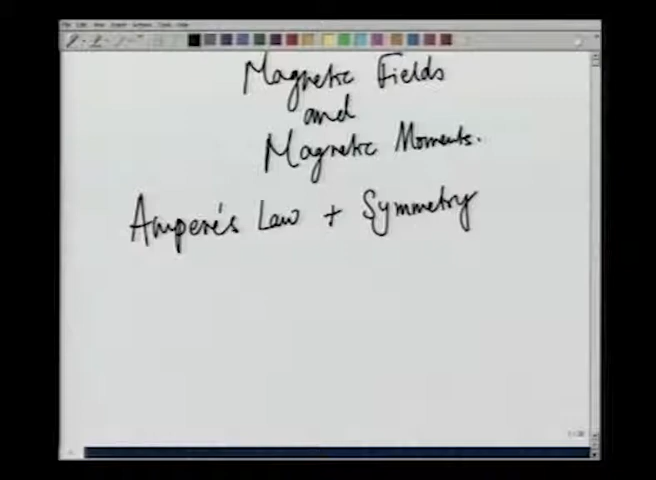 Magnetic Fields
and
Magnetic Moments.
Ampere's Law + Symmetry